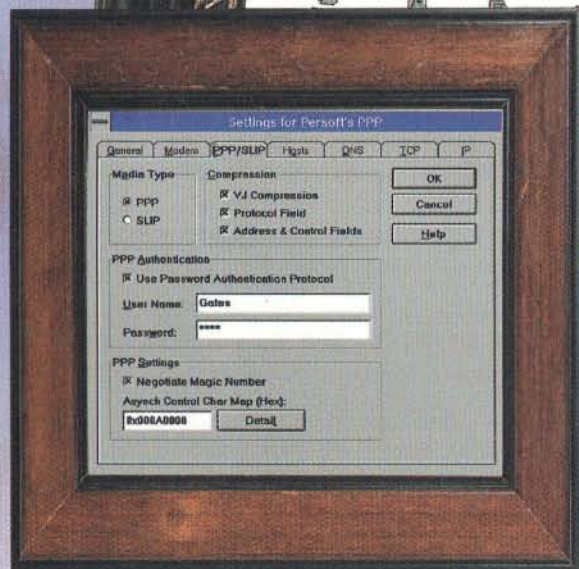 Settings for Persoft's PPP
General Modem PPP/SLIP Hosts DNS TCP IP
Media Type
PPP
SLIP
Compression
VJ Compression
Protocol Field
Address & Control Fields
OK
Cancel
Help
PPP Authentication
Use Password Authentication Protocol
User Name: Gates
Password: ****
PPP Settings
Negotiate Magic Number
Asynch Control Char Map (Hex):
0x000A0000 Detail